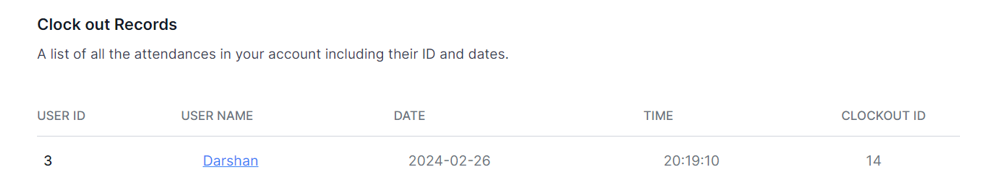 Clock out Records
A list of all the attendances in your account including their ID and dates.
USER ID USER NAME DATE TIME CLOCKOUT ID
3 Darshan 2024-02-26 20:19:10 14